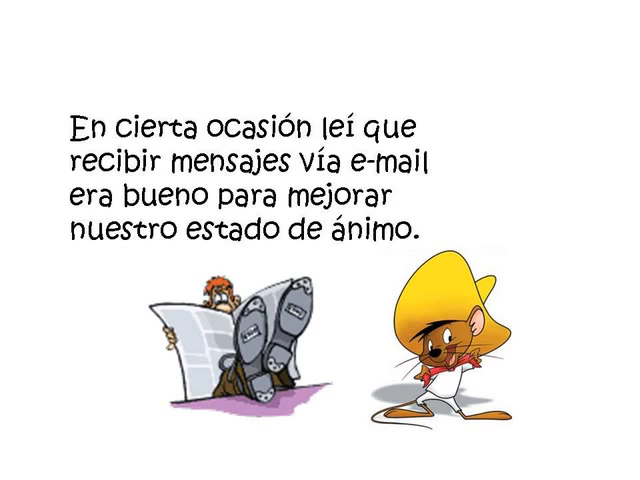 En cierta ocasión leí que
recibir mensajes vía e-mail
era bueno para mejorar
nuestro estado de ánimo.